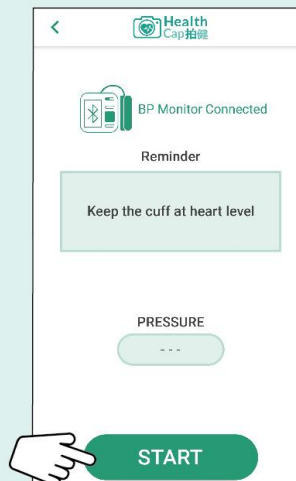 Health
Cap拍健
BP Monitor Connected
Reminder
Keep the cuff at heart level
PRESSURE
---
START